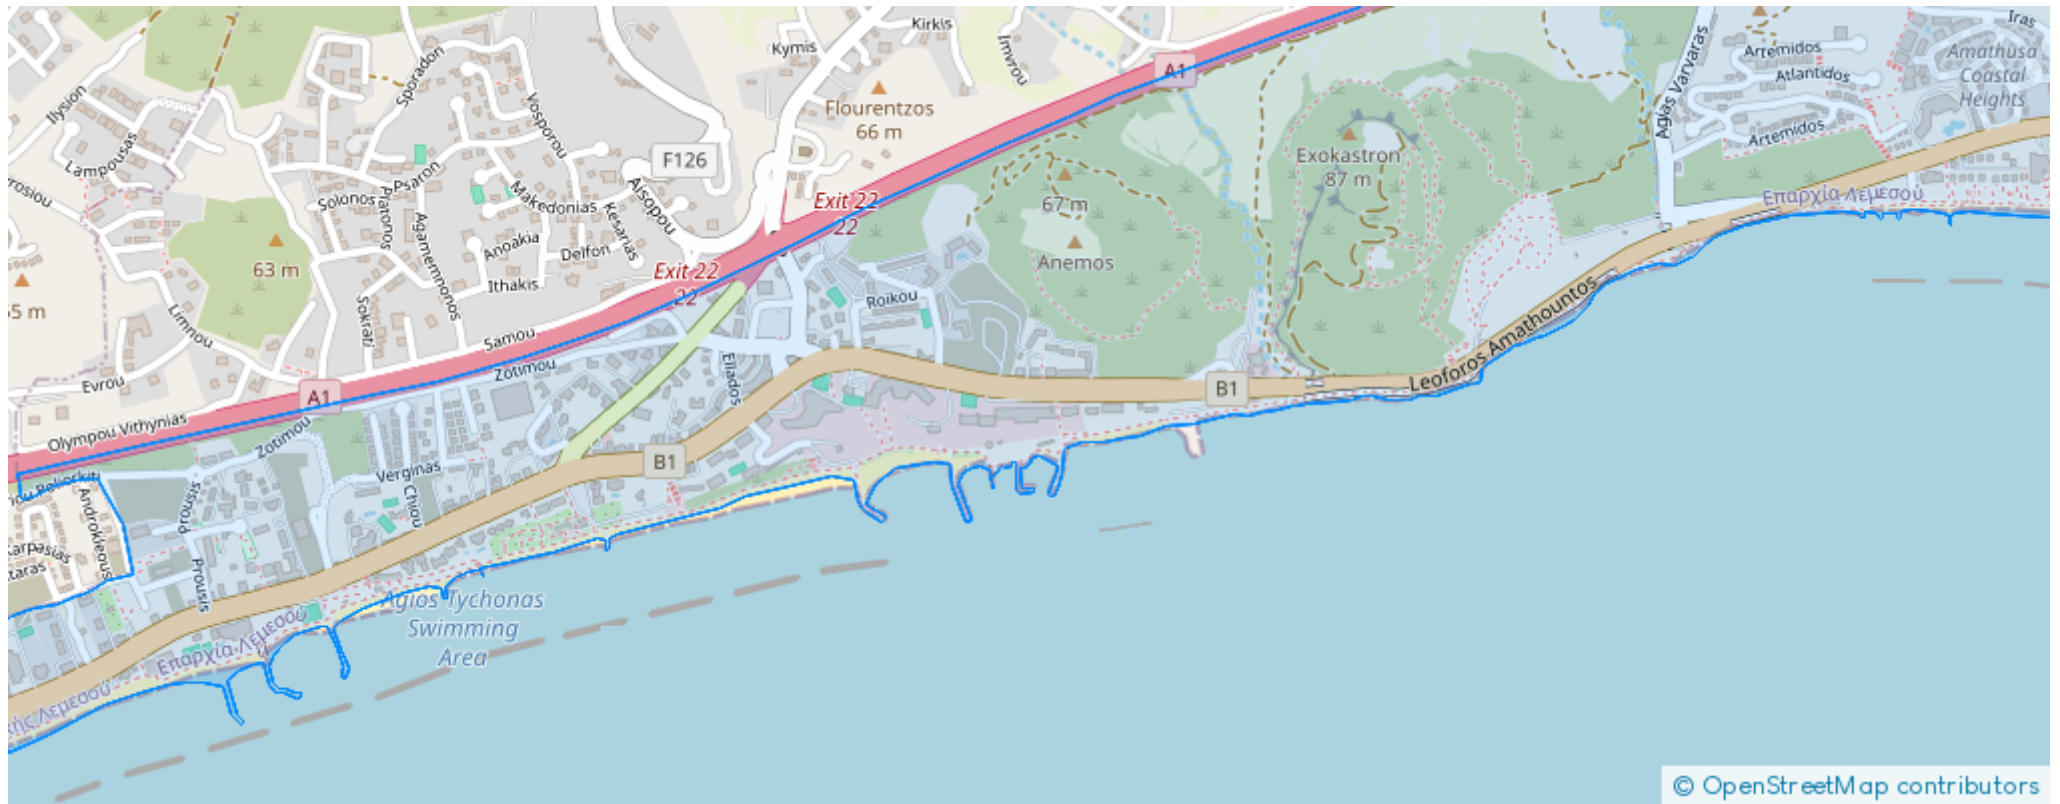 Kirkis
Iras
Kymis
Imvrou
Artemidos
Amathusa
Coastal
Heights
Sporadon
A1
Atlantidos
Ilysion
Vosporou
Flourentzos
66 m
Agias Varvaras
Artemidos
Lampousas
F126
Exokastron
87 m
Psaron
Makedonias
Aisopou
Exit 22
22
67 m
Επαρχία Λεμεσού
Solonos
Agamemnonos
Kesarias
Anoakia
Delfon
63 m
Anemos
Exit 22
22
Ithakis
Roikou
5 m
Limnou
Sokrati
Samou
Leoforos Amathountos
Zotimou
Evrou
A1
B1
Olympou Vithynias
Zotimou
B1
Verginas
Chiou
Androkleous
Prousis
Prousis
Agios Tychonas
Swimming
Area
Επαρχία Λεμεσού
Λεμεσού
© OpenStreetMap contributors